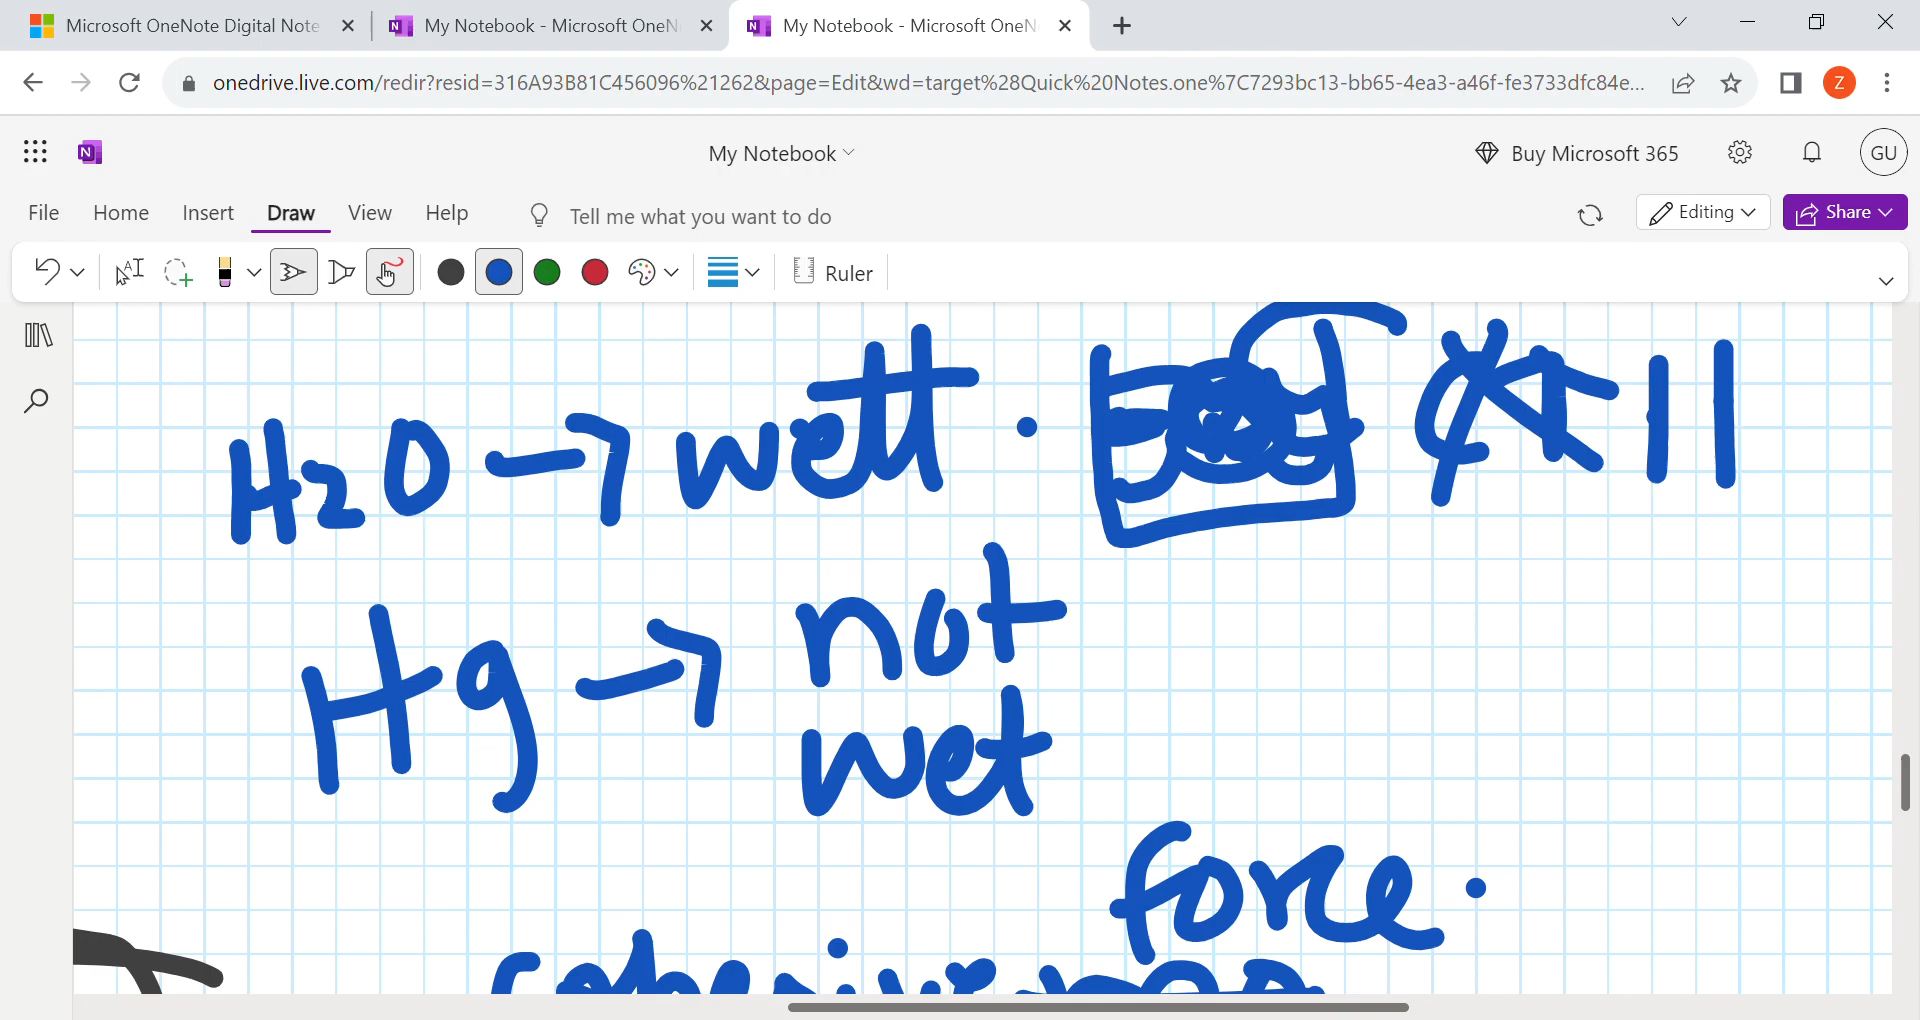 Microsoft OneNote Digital Note
My Notebook - Microsoft OneN
My Notebook - Microsoft OneN
onedrive.live.com/redir?resid=316A93B81C456096%21262&page=Edit&wd=target%28Quick%20Notes.one%7C7293bc13-bb65-4ea3-a46f-fe3733dfc84e...
Z
My Notebook
Buy Microsoft 365
GU
File Home Insert Draw View Help Tell me what you want to do
Editing
Share
Ruler
H2O → wett.
Hg → not
wet
force.
cohesive